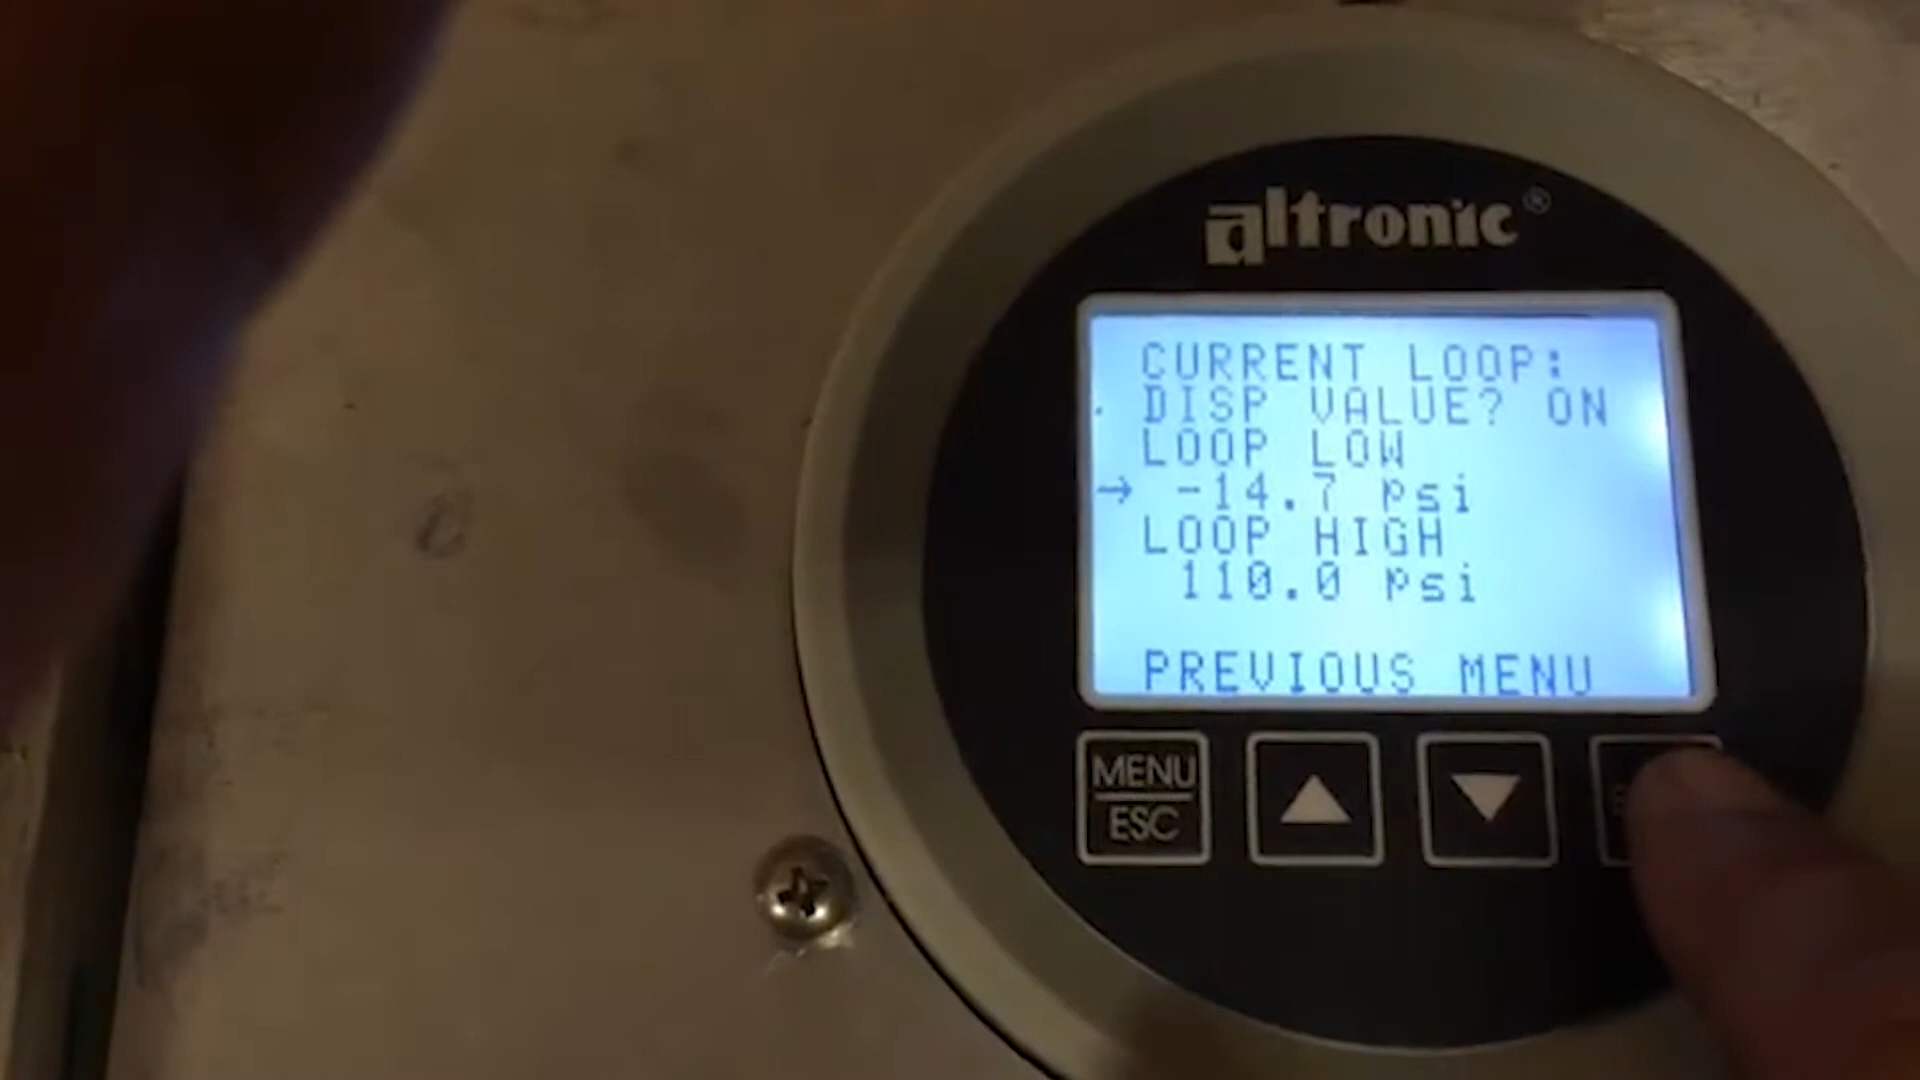 altronic®
CURRENT LOOP:
DISP VALUE? ON
LOOP LOW
→ -14.7 psi
LOOP HIGH
110.0 psi
PREVIOUS MENU
MENU
ESC